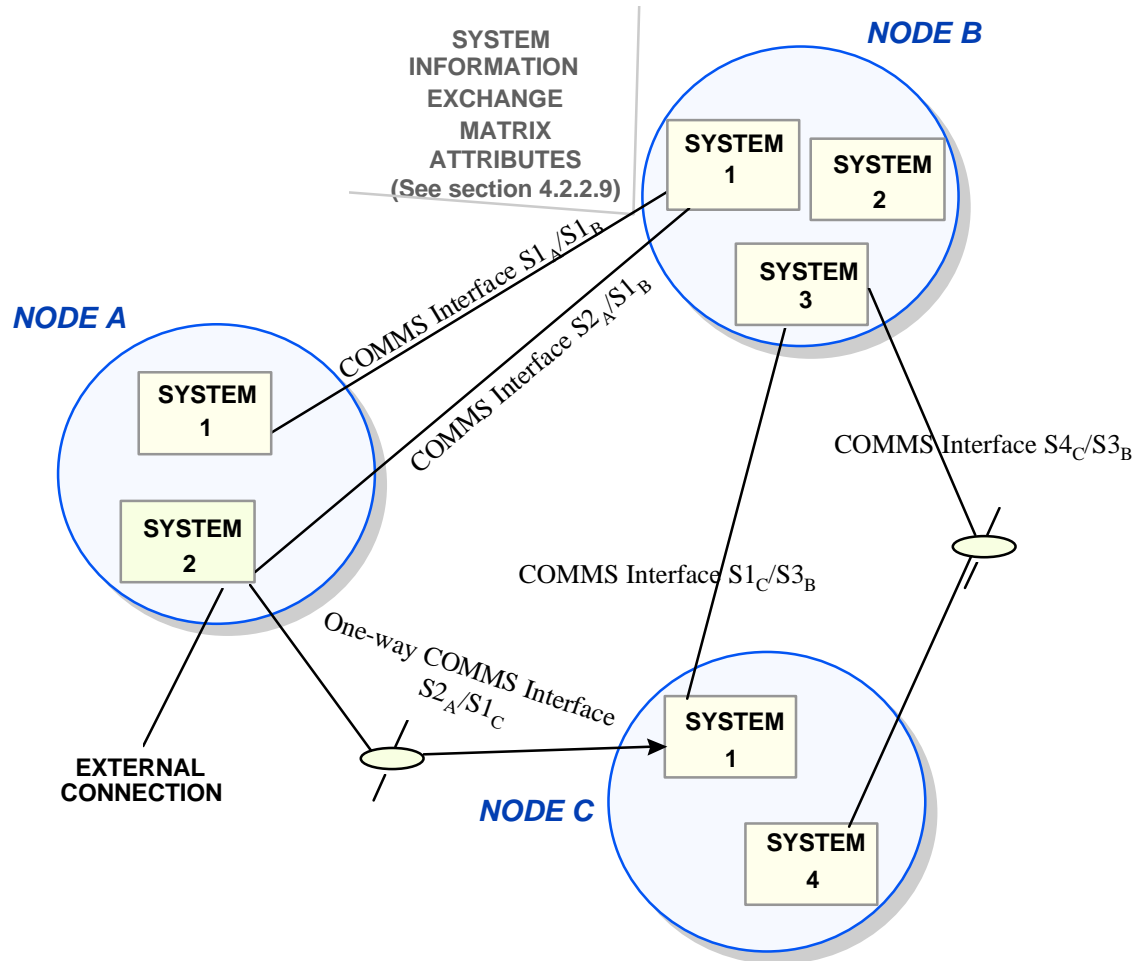 SYSTEM
INFORMATION
EXCHANGE
MATRIX
ATTRIBUTES
(See section 4.2.2.9)
NODE B
SYSTEM
1
SYSTEM
2
SYSTEM
3
COMMS Interface S1A/S1B
COMMS Interface S2A/S1B
NODE A
SYSTEM
1
SYSTEM
2
COMMS Interface S4C/S3B
COMMS Interface S1C/S3B
One-way COMMS Interface
S2A/S1C
EXTERNAL
CONNECTION
NODE C
SYSTEM
1
SYSTEM
4